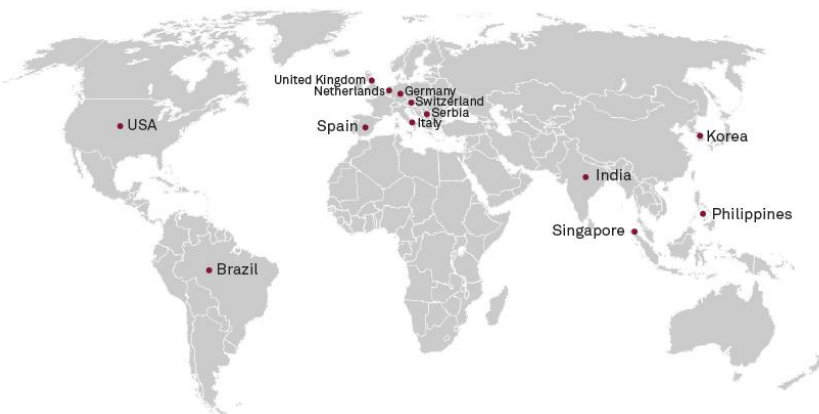 United Kingdom
Netherlands
Germany
Switzerland
Serbia
USA
Spain
Italy
Korea
India
Philippines
Singapore
Brazil